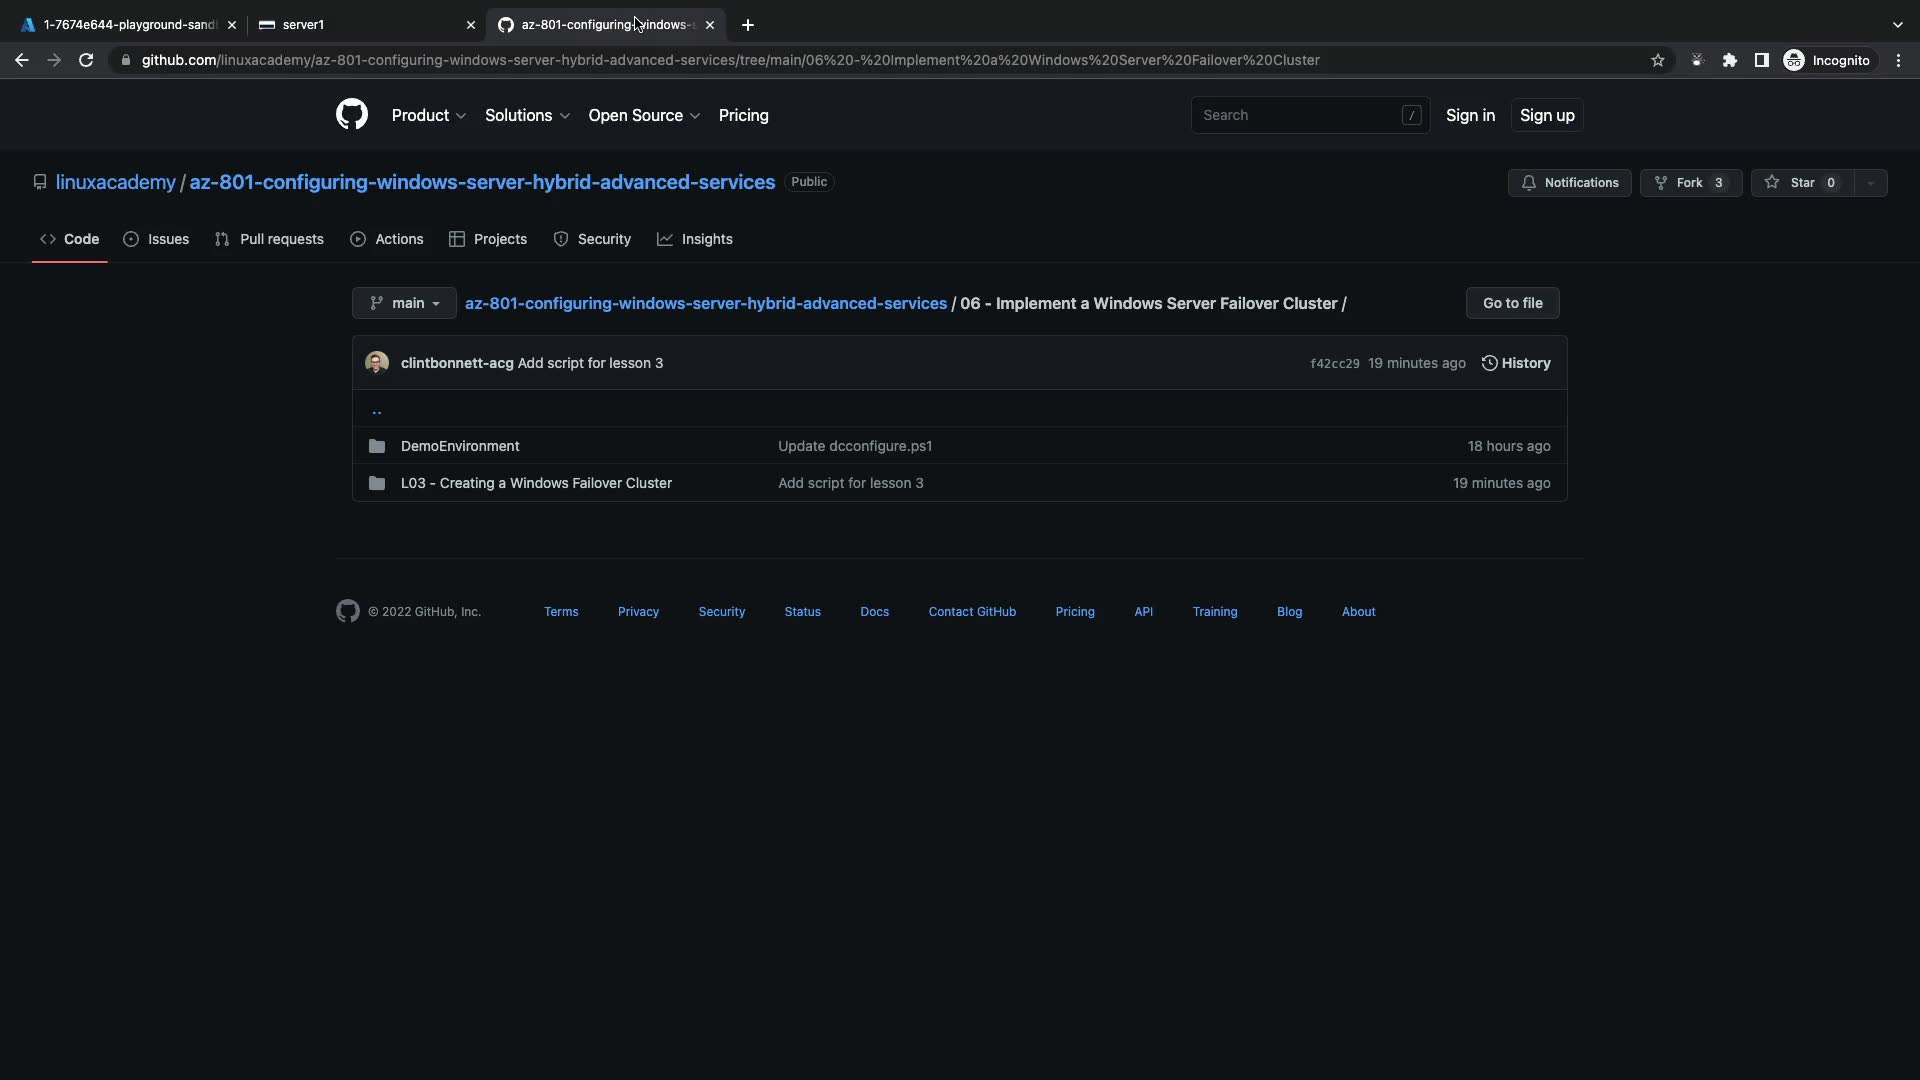 1-7674e644-playground-sand
server1
az-801-configuring-windows-s
github.com/linuxacademy/az-801-configuring-windows-server-hybrid-advanced-services/tree/main/06%20-%20Implement%20a%20Windows%20Server%20Failover%20Cluster
Incognito
Product
Solutions
Open Source
Pricing
Search
/
Sign in
Sign up
linuxacademy / az-801-configuring-windows-server-hybrid-advanced-services
Public
Notifications
Fork 3
Star 0
Code
Issues
Pull requests
Actions
Projects
Security
Insights
main
az-801-configuring-windows-server-hybrid-advanced-services / 06 - Implement a Windows Server Failover Cluster /
Go to file
clintbonnett-acg Add script for lesson 3
f42cc29 19 minutes ago
History
..
DemoEnvironment
Update dcconfigure.ps1
18 hours ago
L03 - Creating a Windows Failover Cluster
Add script for lesson 3
19 minutes ago
© 2022 GitHub, Inc.
Terms
Privacy
Security
Status
Docs
Contact GitHub
Pricing
API
Training
Blog
About